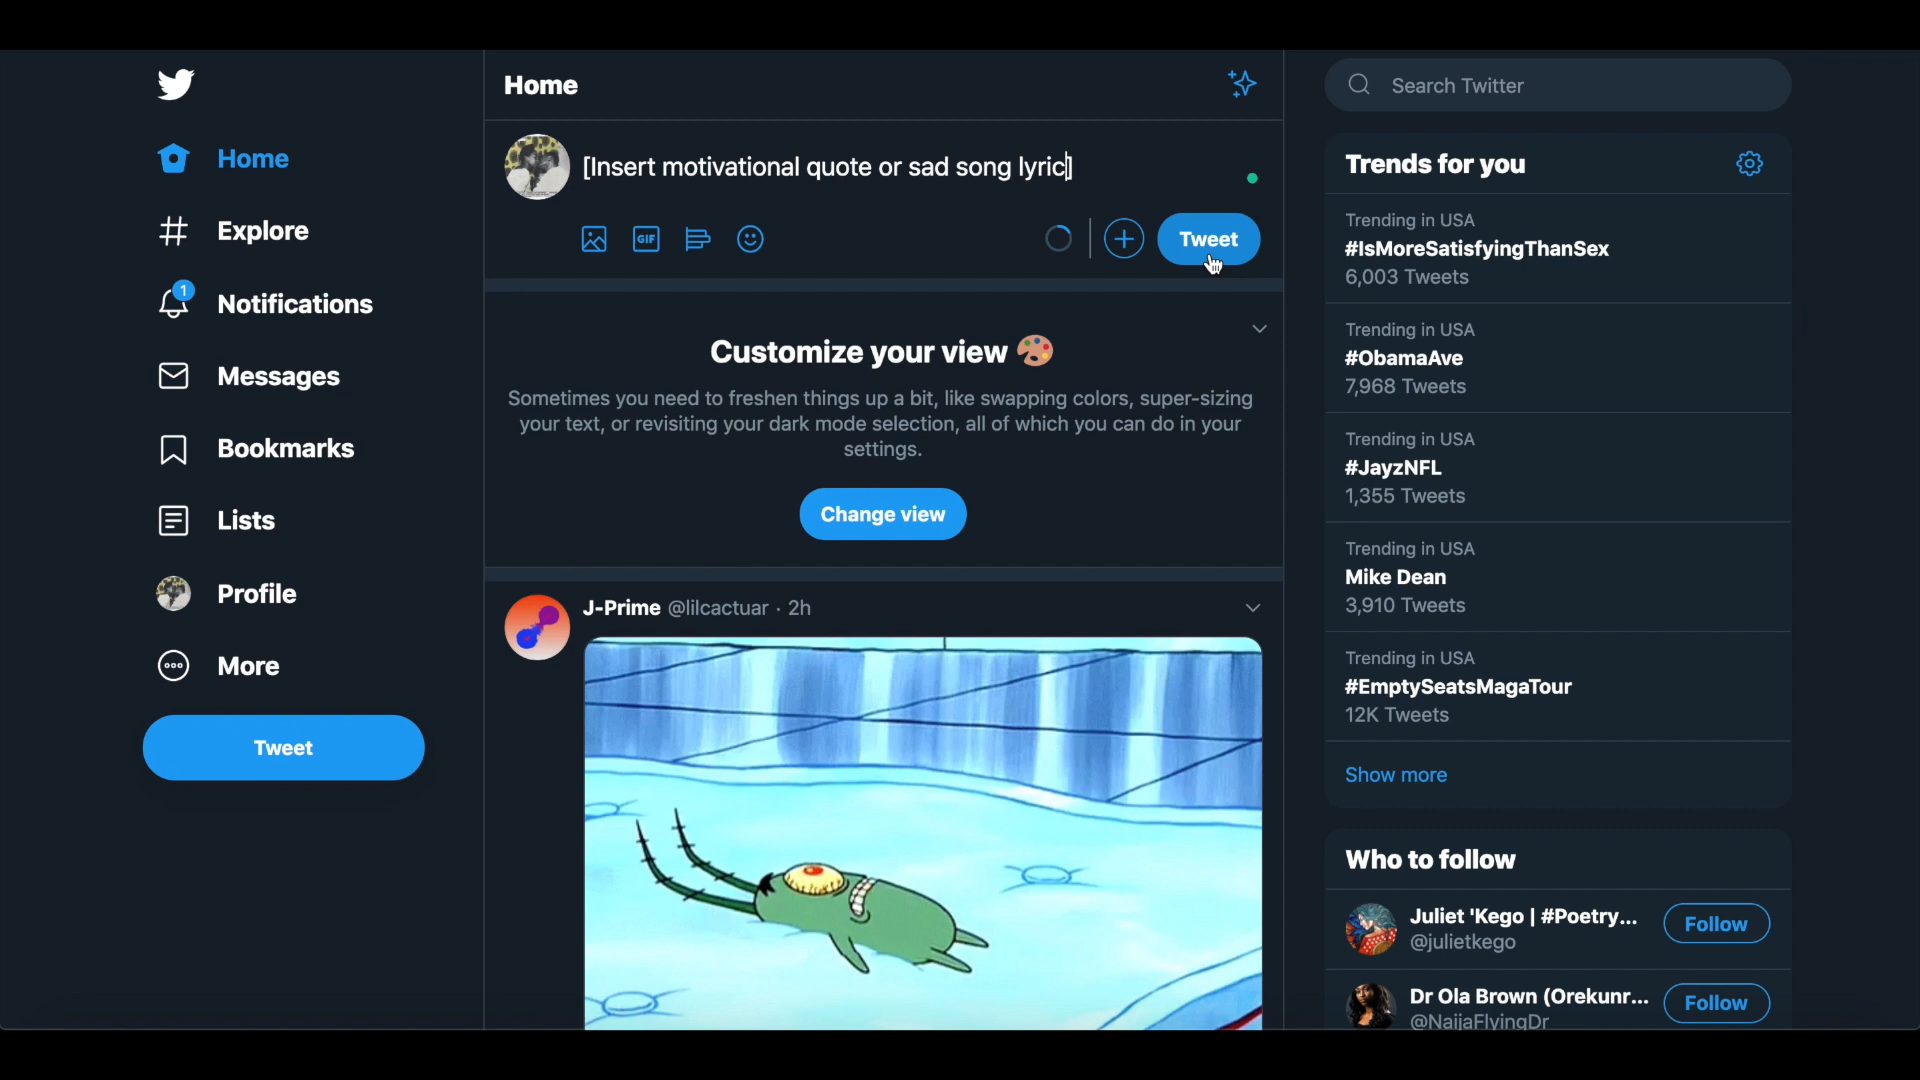 Home
Explore
1
Notifications
Messages
Bookmarks
Lists
Profile
More
Tweet
Home
[Insert motivational quote or sad song lyric]
GIF
Tweet
Customize your view
Sometimes you need to freshen things up a bit, like swapping colors, super-sizing
your text, or revisiting your dark mode selection, all of which you can do in your
settings.
Change view
J-Prime @lilcactuar · 2h
Search Twitter
Trends for you
Trending in USA
#IsMoreSatisfyingThanSex
6,003 Tweets
Trending in USA
#ObamaAve
7,968 Tweets
Trending in USA
#JayzNFL
1,355 Tweets
Trending in USA
Mike Dean
3,910 Tweets
Trending in USA
#EmptySeatsMagaTour
12K Tweets
Show more
Who to follow
Juliet 'Kego | #Poetry...
@julietkego
Follow
Dr Ola Brown (Orekunr...
@NaijaFlyingDr
Follow